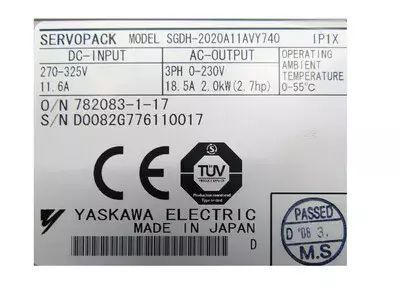 SERVOPACK MODEL SGDH-2020A11AVY740 IP1X
DC-INPUT AC-OUTPUT OPERATING AMBIENT TEMPERATURE
270-325V 3PH 0-230V 0-55°C
11.6A 18.5A 2.0kW(2.7hp)
O/N 782083-1-17
S/N D0082G776110017
CE
TÜV
YASKAWA ELECTRIC
MADE IN JAPAN
D
PASSED
D '08 3.
M.S